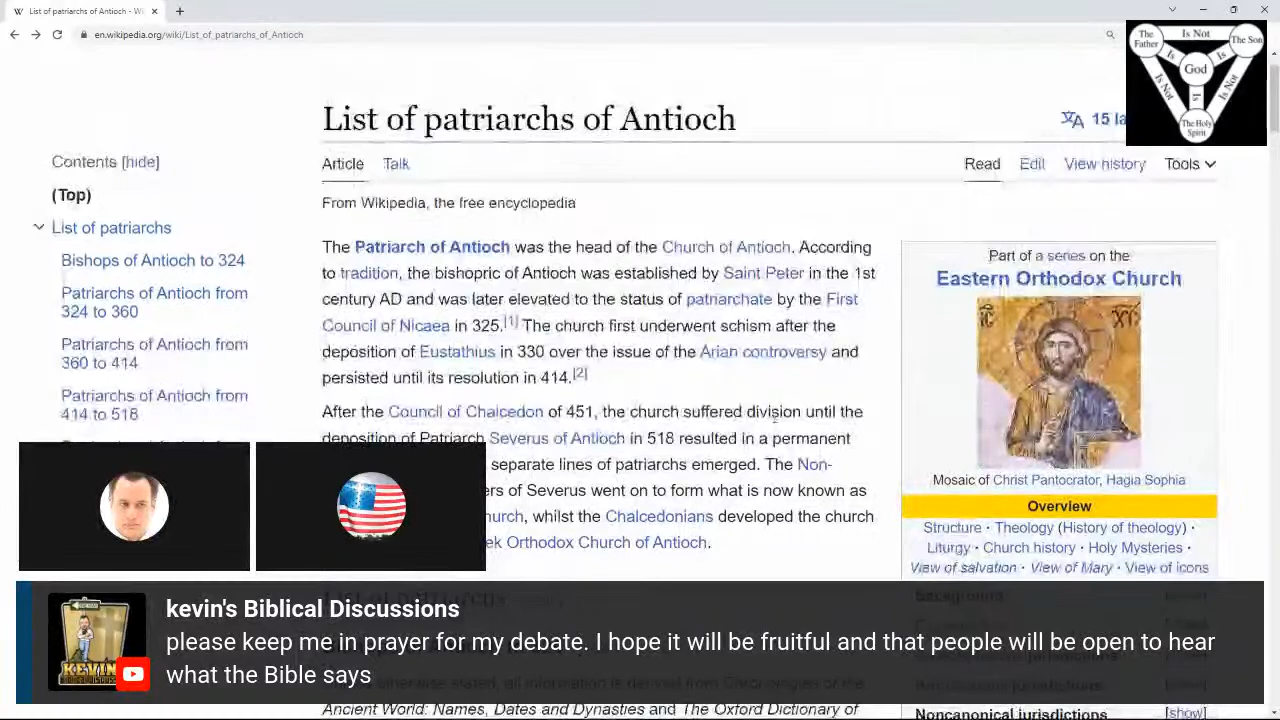 List of patriarchs of Antioch - Wi
en.wikipedia.org/wiki/List_of_patriarchs_of_Antioch
The Father
Is Not
The Son
Is
Is
God
Is Not
Is
Is Not
The Holy Spirit
List of patriarchs of Antioch
15 la
Contents [hide]
(Top)
List of patriarchs
Bishops of Antioch to 324
Patriarchs of Antioch from
324 to 360
Patriarchs of Antioch from
360 to 414
Patriarchs of Antioch from
414 to 518
Article Talk
Read Edit View history Tools
From Wikipedia, the free encyclopedia
The Patriarch of Antioch was the head of the Church of Antioch. According
to tradition, the bishopric of Antioch was established by Saint Peter in the 1st
century AD and was later elevated to the status of patriarchate by the First
Council of Nicaea in 325.[1] The church first underwent schism after the
deposition of Eustathius in 330 over the issue of the Arian controversy and
persisted until its resolution in 414.[2]
After the Council of Chalcedon of 451, the church suffered division until the
deposition of Patriarch Severus of Antioch in 518 resulted in a permanent
separate lines of patriarchs emerged. The Non-
ers of Severus went on to form what is now known as
hurch, whilst the Chalcedonians developed the church
ek Orthodox Church of Antioch.
Part of a series on the
Eastern Orthodox Church
Mosaic of Christ Pantocrator, Hagia Sophia
Overview
Structure · Theology (History of theology) ·
Liturgy · Church history · Holy Mysteries ·
View of salvation · View of Mary · View of icons
kevin's Biblical Discussions
please keep me in prayer for my debate. I hope it will be fruitful and that people will be open to hear
what the Bible says
KEVIN
otherwise stated, all information is derived from Chronologies of the
Ancient World: Names, Dates and Dynasties and The Oxford Dictionary of
Noncanonical jurisdictions [show]